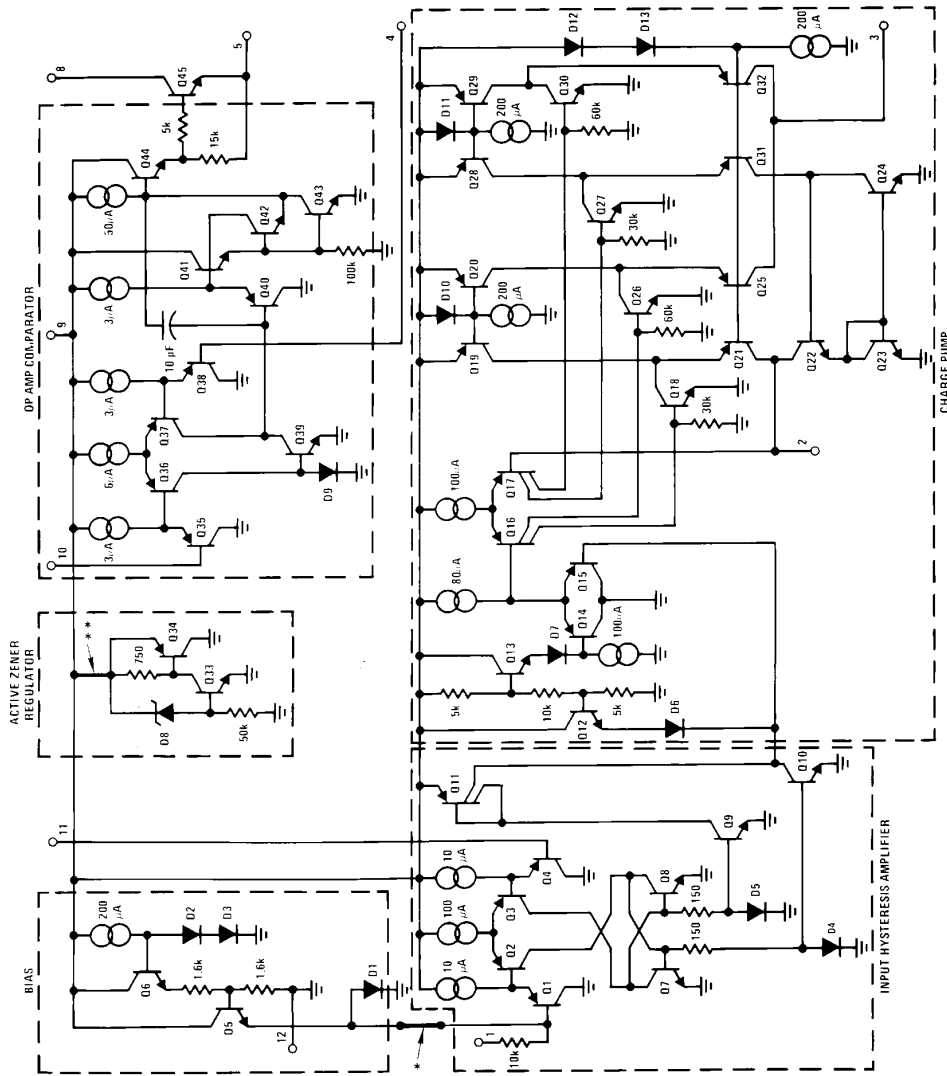 BIAS
200 µA
Q6
D2
D3
1.6k
Q5
1.6k
12
D1
*
11
ACTIVE ZENER REGULATOR
**
D8
750
Q34
Q33
50k
9
OP AMP COMPARATOR
10
3µA
6µA
3µA
3µA
50µA
Q35
Q36
Q37
Q38
10 µF
Q39
D9
Q40
Q41
Q42
Q43
100k
Q44
5k
15k
Q45
8
5
4
1
10k
10 µA
100 µA
10 µA
Q1
Q2
Q3
Q4
Q7
Q8
150
150
D4
D5
Q9
Q10
Q11
INPUT HYSTERESIS AMPLIFIER
5k
10k
5k
Q12
D6
Q13
D7
100µA
Q14
Q15
80µA
100µA
Q16
Q17
2
Q18
30k
Q19
D10
200 µA
Q20
Q21
Q22
Q23
Q24
Q25
Q26
60k
Q27
30k
Q28
D11
200 µA
Q29
Q30
60k
Q31
Q32
D12
D13
200 µA
3
CHARGE PUMP